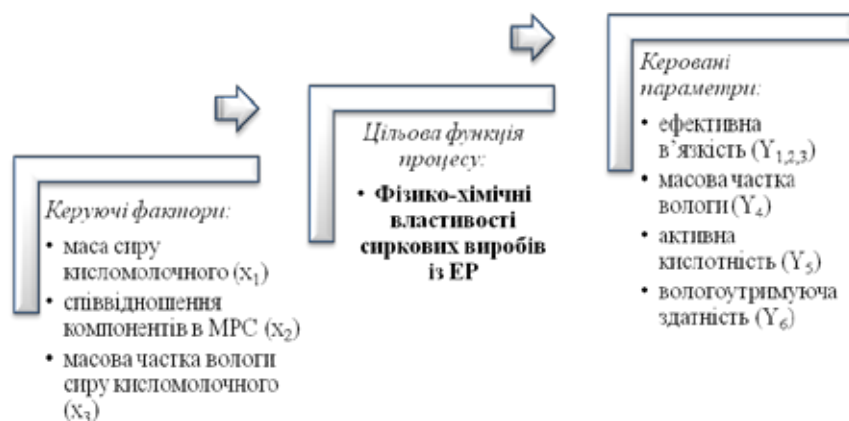 Керуючі фактори:
• маса сиру
кисломолочного (x₁)
• співвідношення
компонентів в МРС (x₂)
• масова частка вологи
сиру кисломолочного
(x₃)
Цільова функція
процесу:
• Фізико-хімічні
властивості
сиркових виробів
із ЕР
Керовані
параметри:
• ефективна
в’язкість (Y₁,₂,₃)
• масова частка
вологи (Y₄)
• активна
кислотність (Y₅)
• вологоутримуюча
здатність (Y₆)